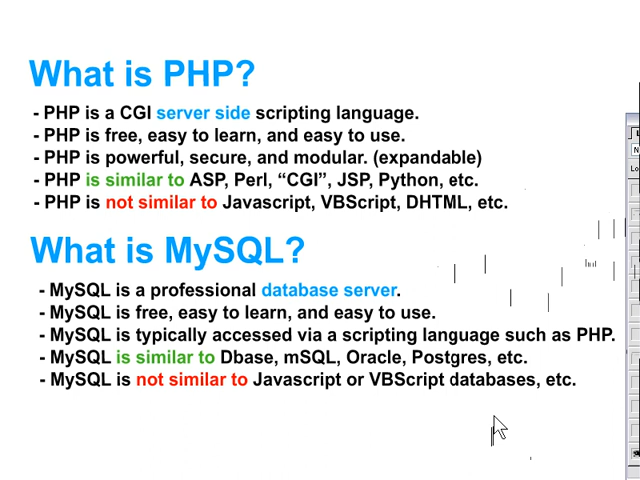 What is PHP?
- PHP is a CGI server side scripting language.
- PHP is free, easy to learn, and easy to use.
- PHP is powerful, secure, and modular. (expandable)
- PHP is similar to ASP, Perl, “CGI”, JSP, Python, etc.
- PHP is not similar to Javascript, VBScript, DHTML, etc.
What is MySQL?
- MySQL is a professional database server.
- MySQL is free, easy to learn, and easy to use.
- MySQL is typically accessed via a scripting language such as PHP.
- MySQL is similar to Dbase, mSQL, Oracle, Postgres, etc.
- MySQL is not similar to Javascript or VBScript databases, etc.